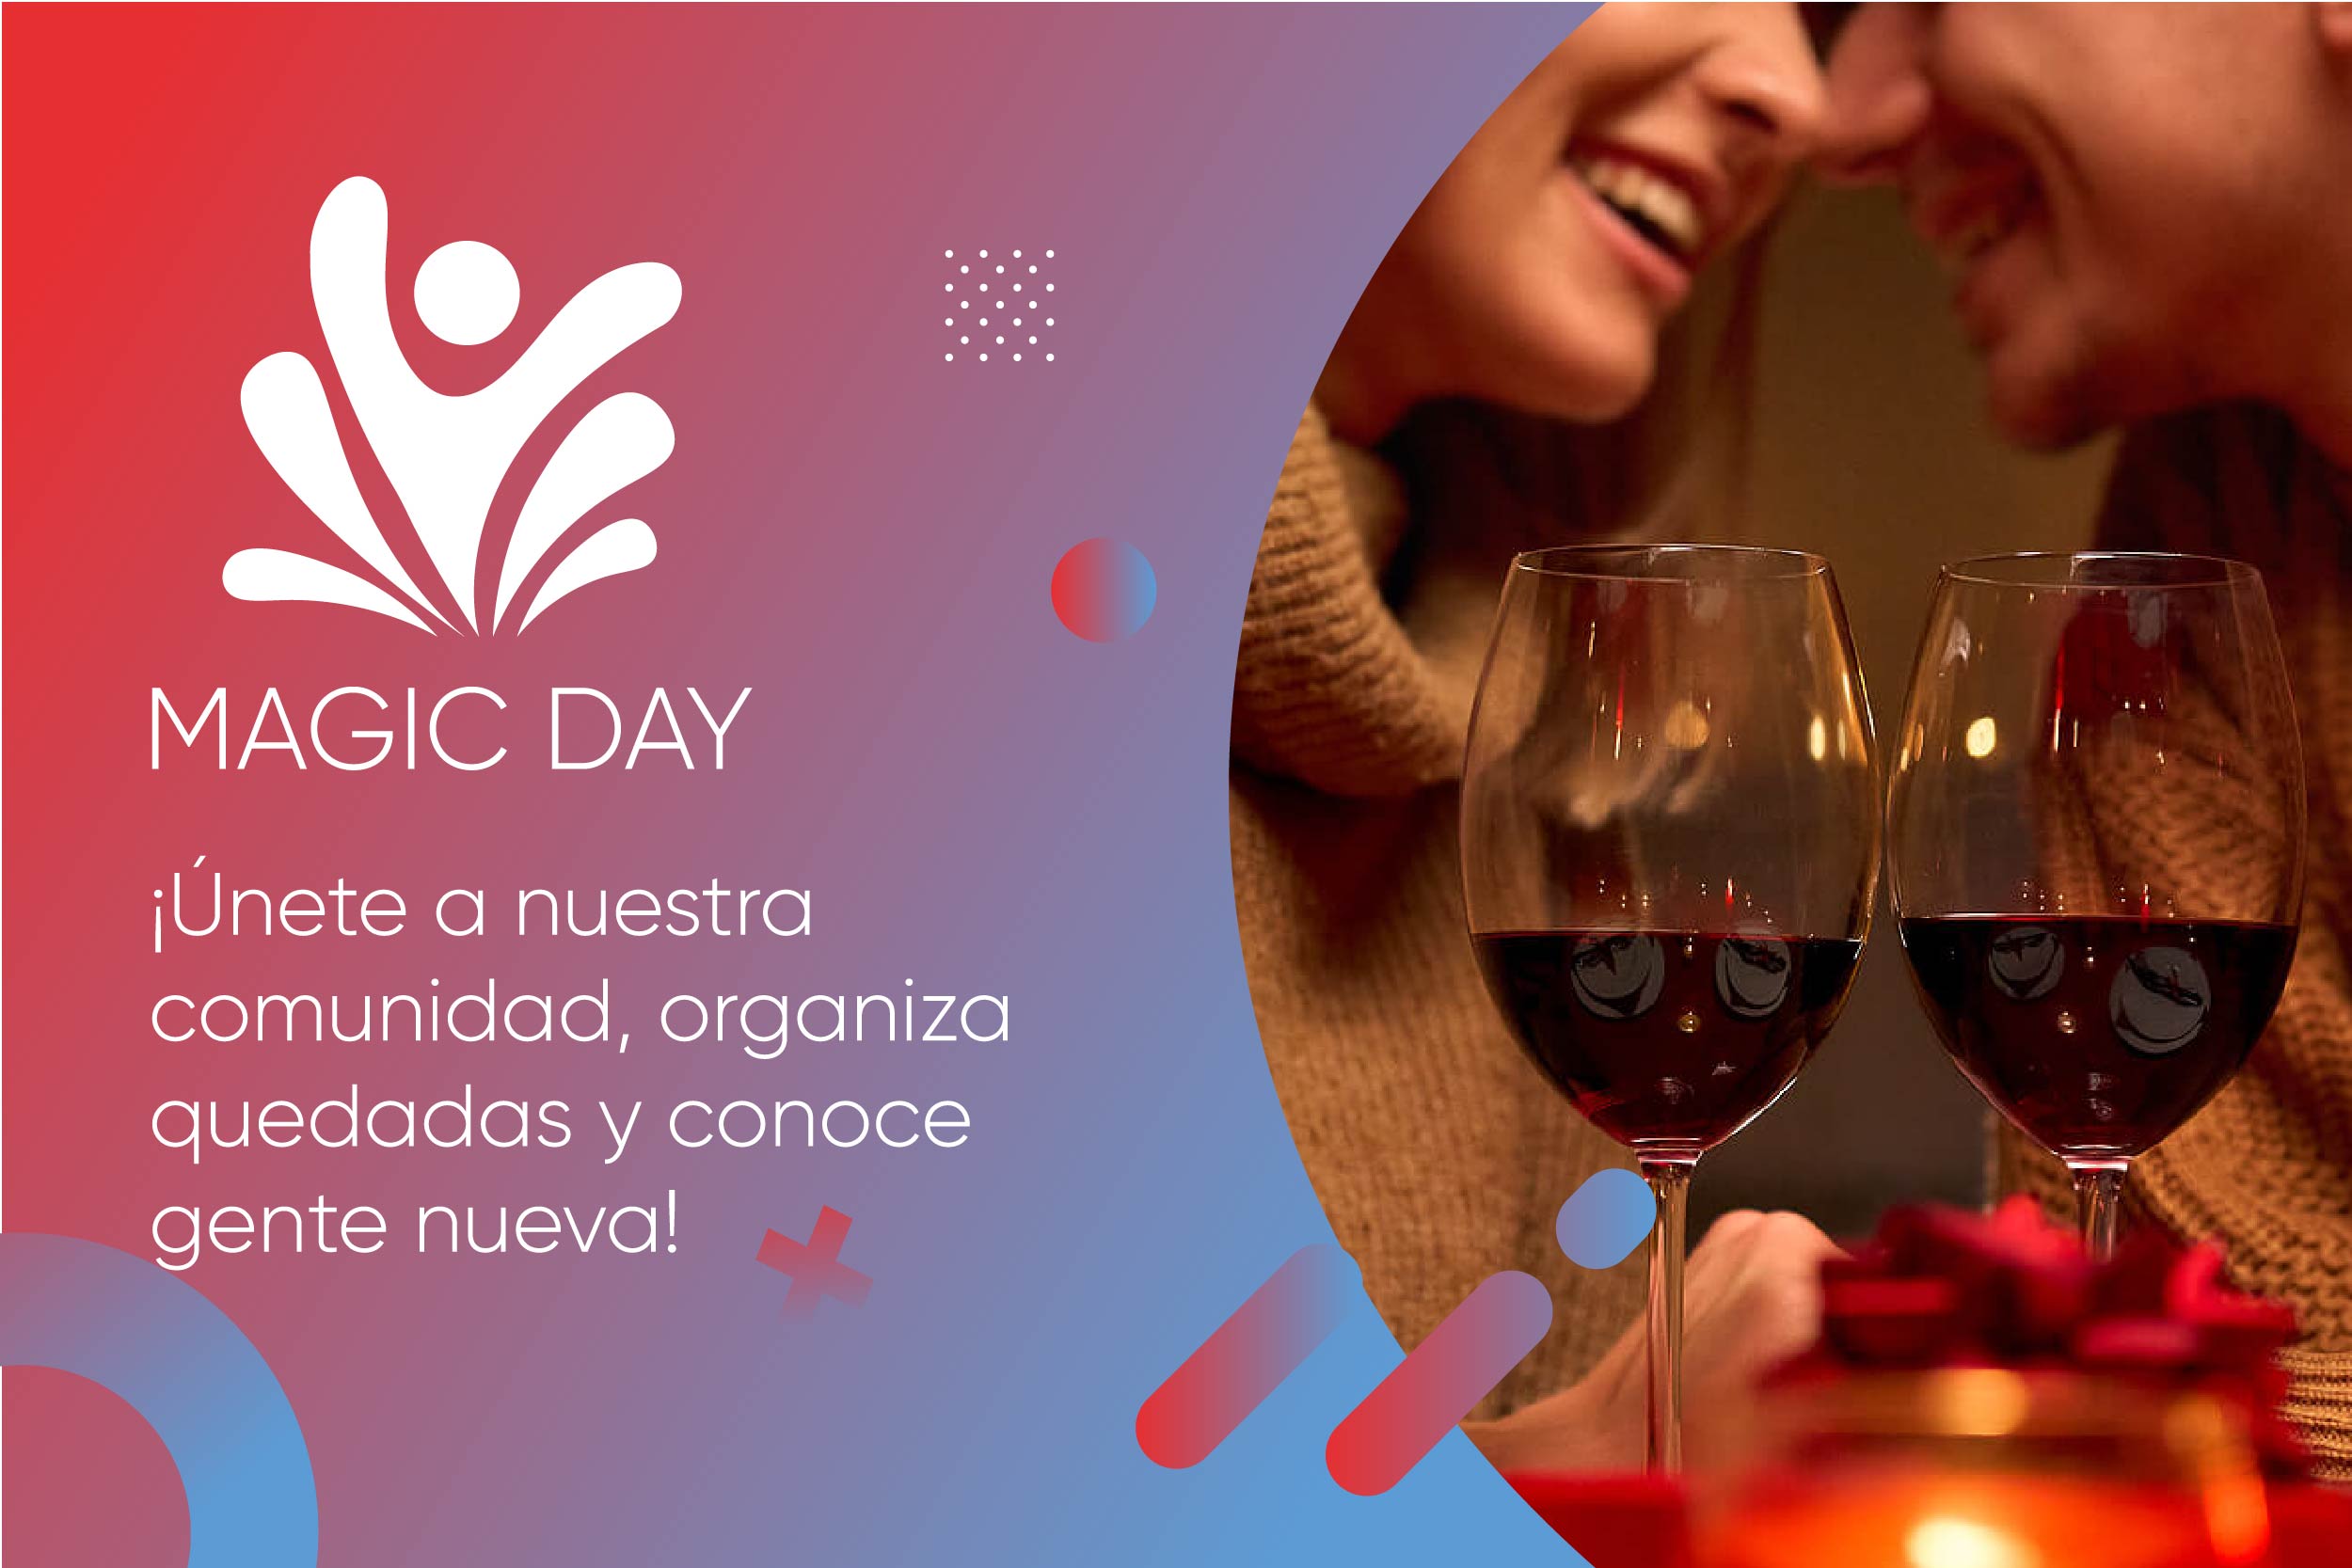 MAGIC DAY
¡Únete a nuestra
comunidad, organiza
quedadas y conoce
gente nueva!